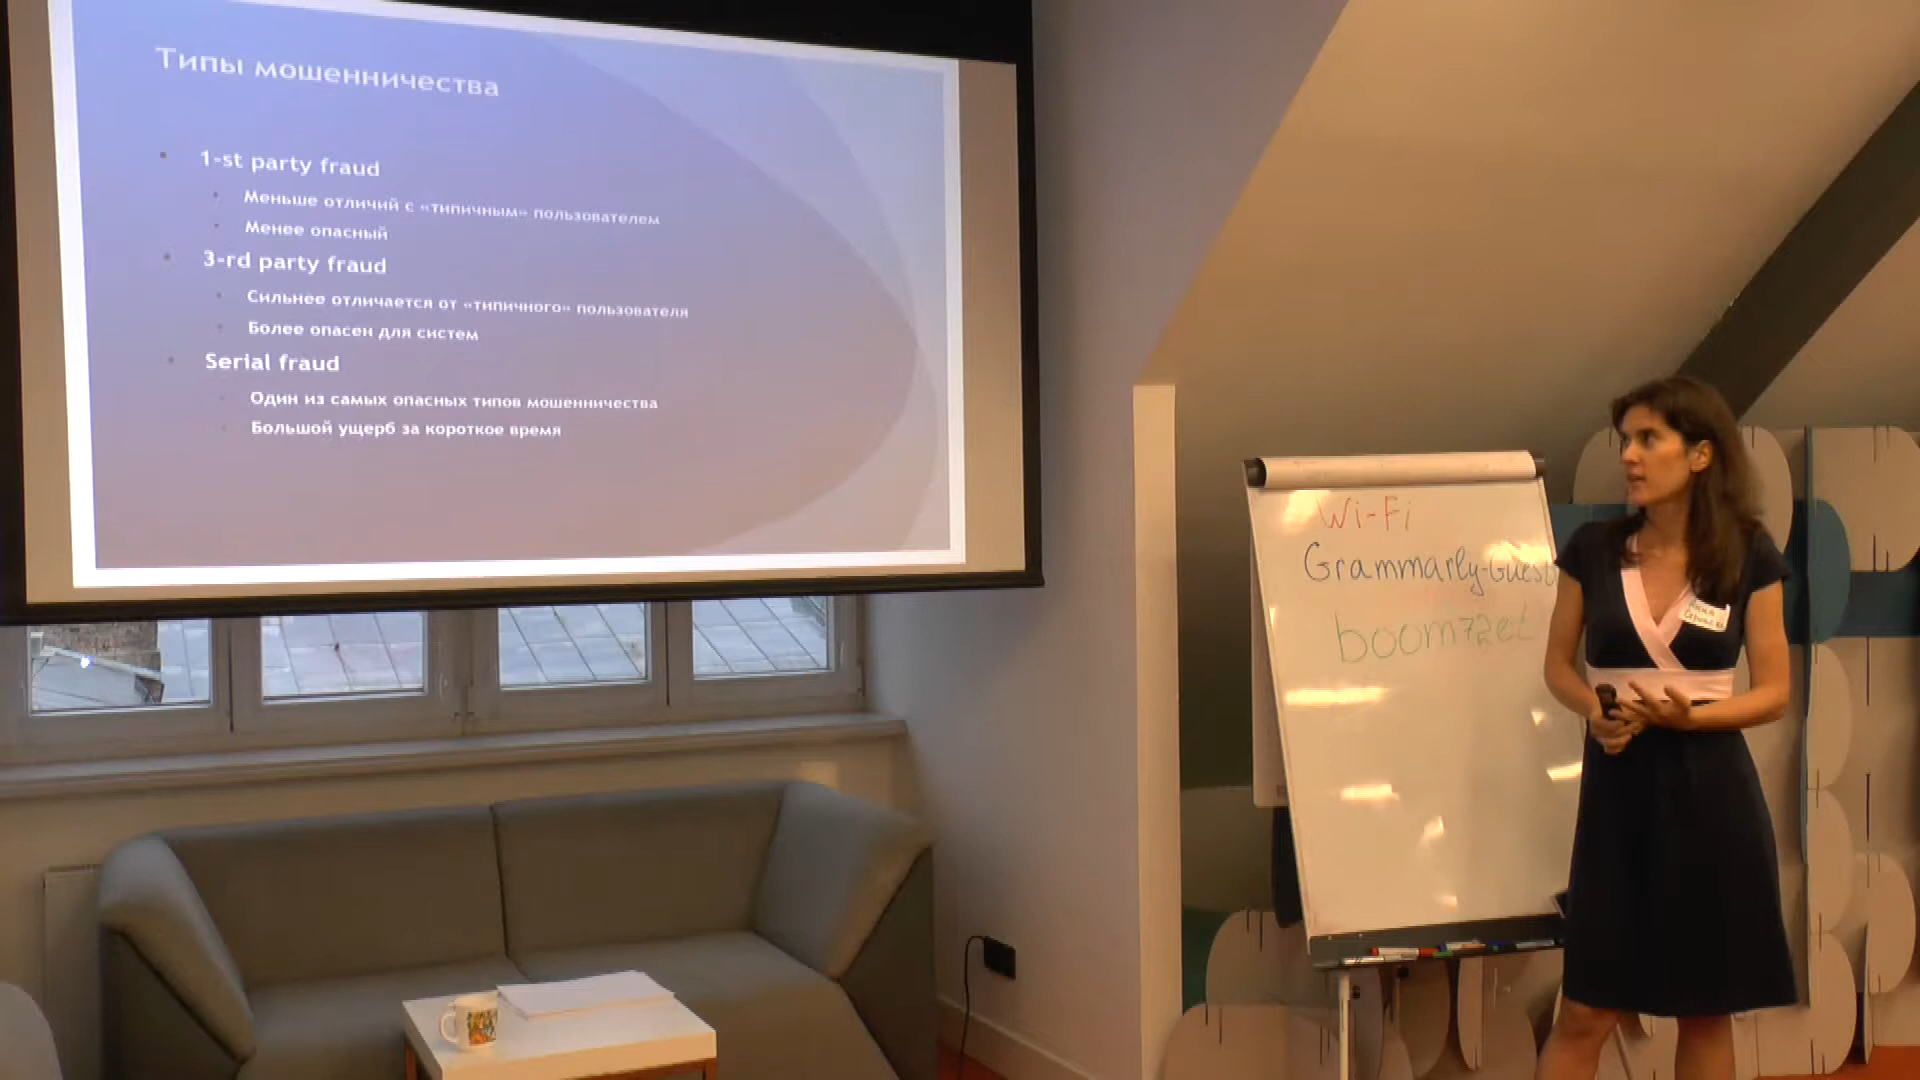 Типы мошенничества
1-st party fraud
Меньше отличий с «типичным» пользователем
Менее опасный
3-rd party fraud
Сильнее отличается от «типичного» пользователя
Более опасен для систем
Serial fraud
Один из самых опасных типов мошенничества
Большой ущерб за короткое время
Wi-Fi
Grammarly-Guest